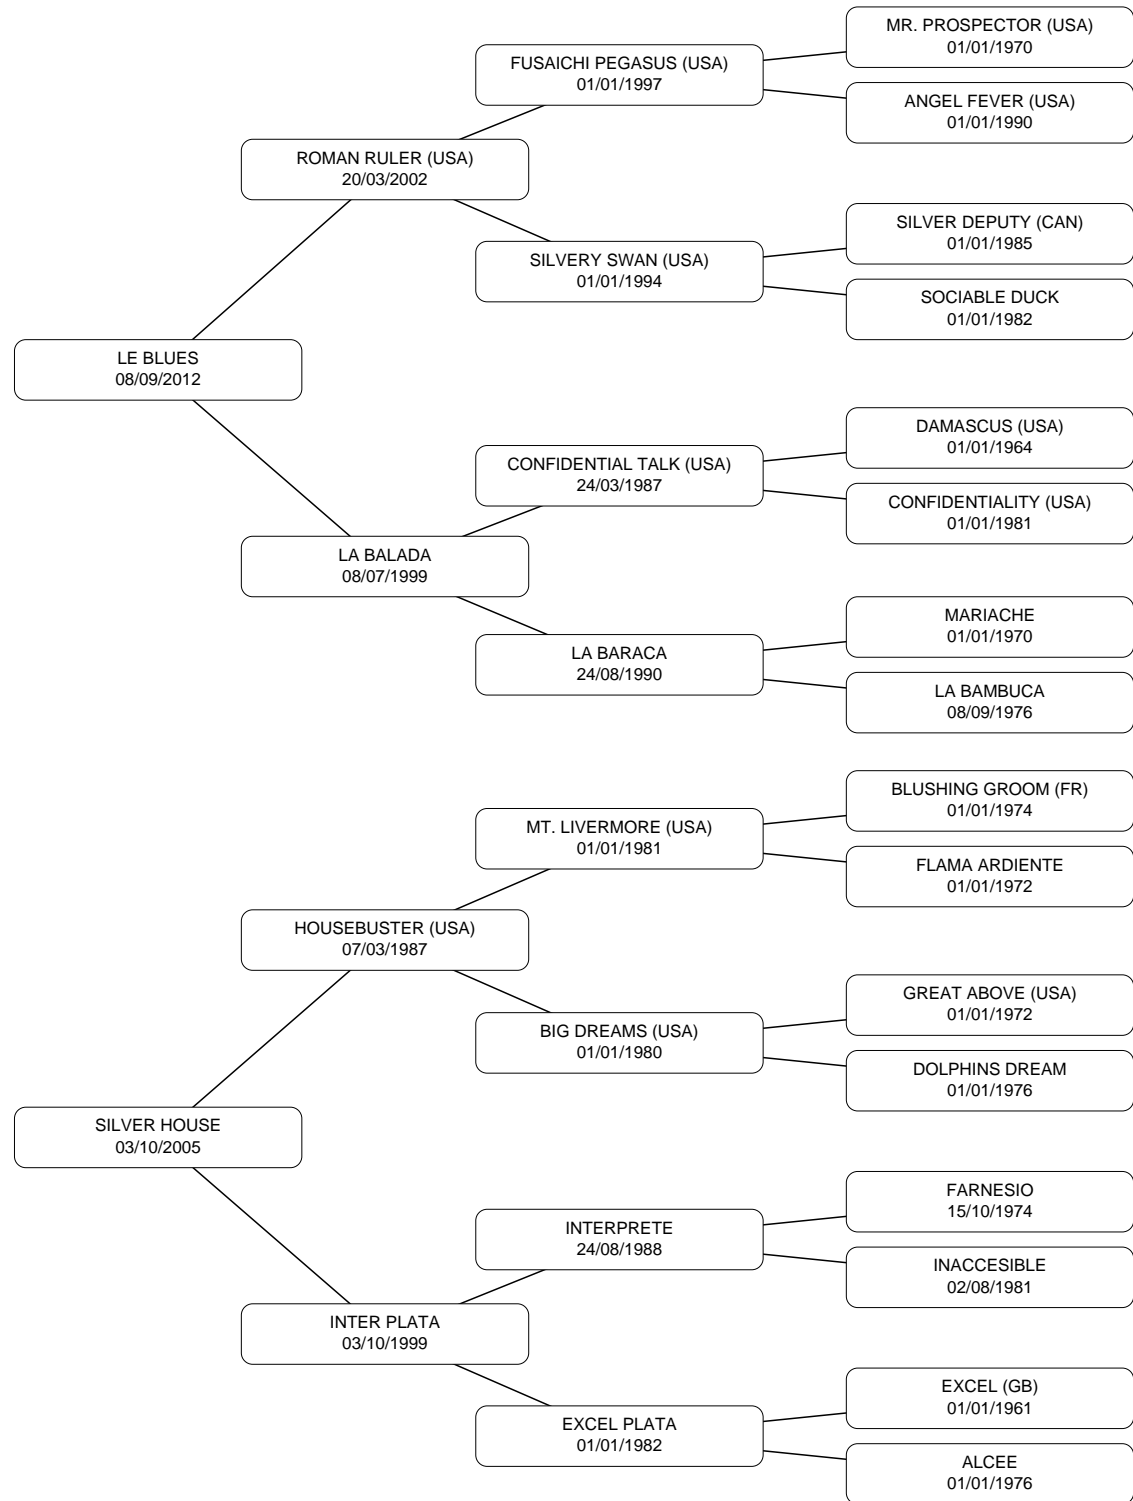 MR. PROSPECTOR (USA)
01/01/1970
FUSAICHI PEGASUS (USA)
01/01/1997
ANGEL FEVER (USA)
01/01/1990
ROMAN RULER (USA)
20/03/2002
SILVER DEPUTY (CAN)
01/01/1985
SILVERY SWAN (USA)
01/01/1994
SOCIABLE DUCK
01/01/1982
LE BLUES
08/09/2012
DAMASCUS (USA)
01/01/1964
CONFIDENTIAL TALK (USA)
24/03/1987
CONFIDENTIALITY (USA)
01/01/1981
LA BALADA
08/07/1999
MARIACHE
01/01/1970
LA BARACA
24/08/1990
LA BAMBUCA
08/09/1976
BLUSHING GROOM (FR)
01/01/1974
MT. LIVERMORE (USA)
01/01/1981
FLAMA ARDIENTE
01/01/1972
HOUSEBUSTER (USA)
07/03/1987
GREAT ABOVE (USA)
01/01/1972
BIG DREAMS (USA)
01/01/1980
DOLPHINS DREAM
01/01/1976
SILVER HOUSE
03/10/2005
FARNESIO
15/10/1974
INTERPRETE
24/08/1988
INACCESIBLE
02/08/1981
INTER PLATA
03/10/1999
EXCEL (GB)
01/01/1961
EXCEL PLATA
01/01/1982
ALCEE
01/01/1976